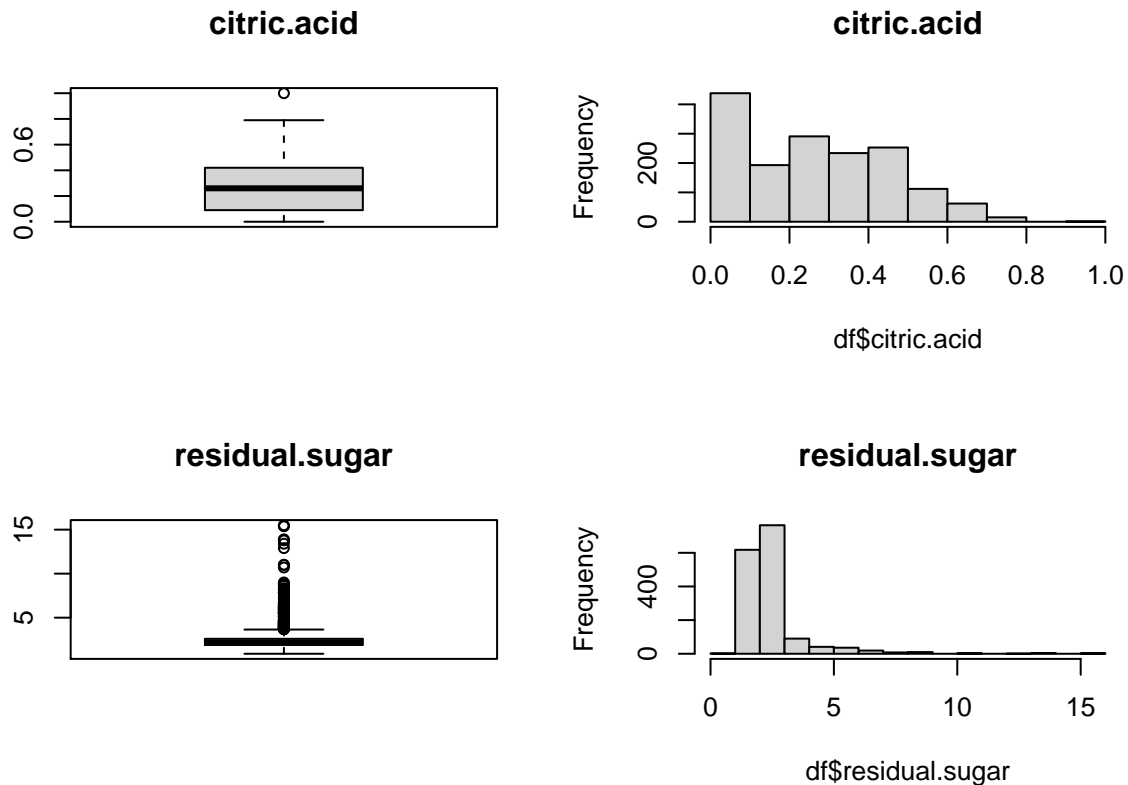 citric.acid
0.0 0.6
citric.acid
Frequency
0 200
0.0 0.2 0.4 0.6 0.8 1.0
df$citric.acid
residual.sugar
5 15
residual.sugar
Frequency
0 400
0 5 10 15
df$residual.sugar